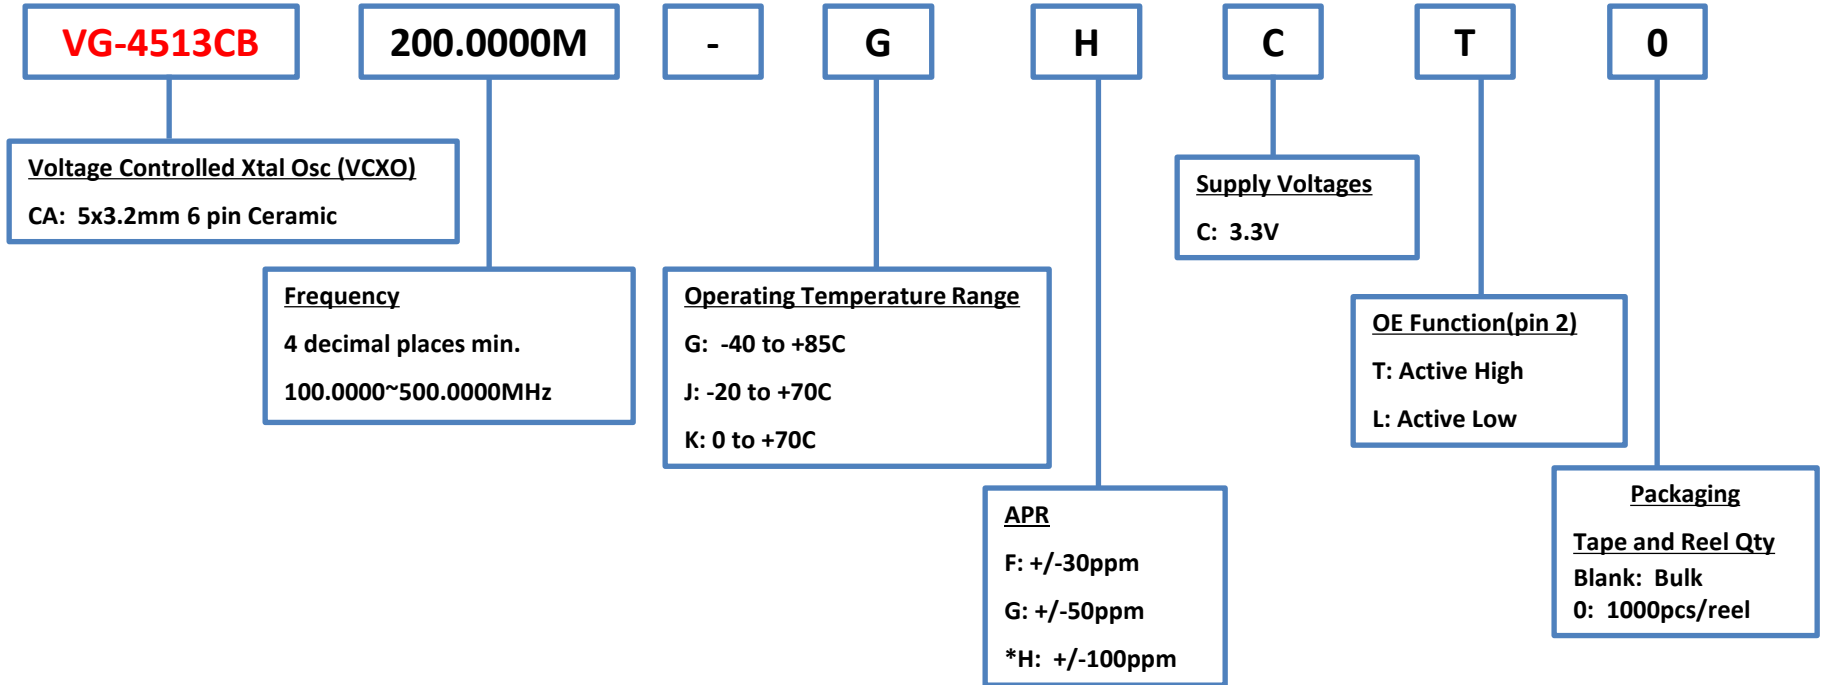 VG-4513CB 200.0000M - G H C T 0
Voltage Controlled Xtal Osc (VCXO)
CA: 5x3.2mm 6 pin Ceramic
Frequency
4 decimal places min.
100.0000~500.0000MHz
Operating Temperature Range
G: -40 to +85C
J: -20 to +70C
K: 0 to +70C
APR
F: +/-30ppm
G: +/-50ppm
*H: +/-100ppm
Supply Voltages
C: 3.3V
OE Function(pin 2)
T: Active High
L: Active Low
Packaging
Tape and Reel Qty
Blank: Bulk
0: 1000pcs/reel